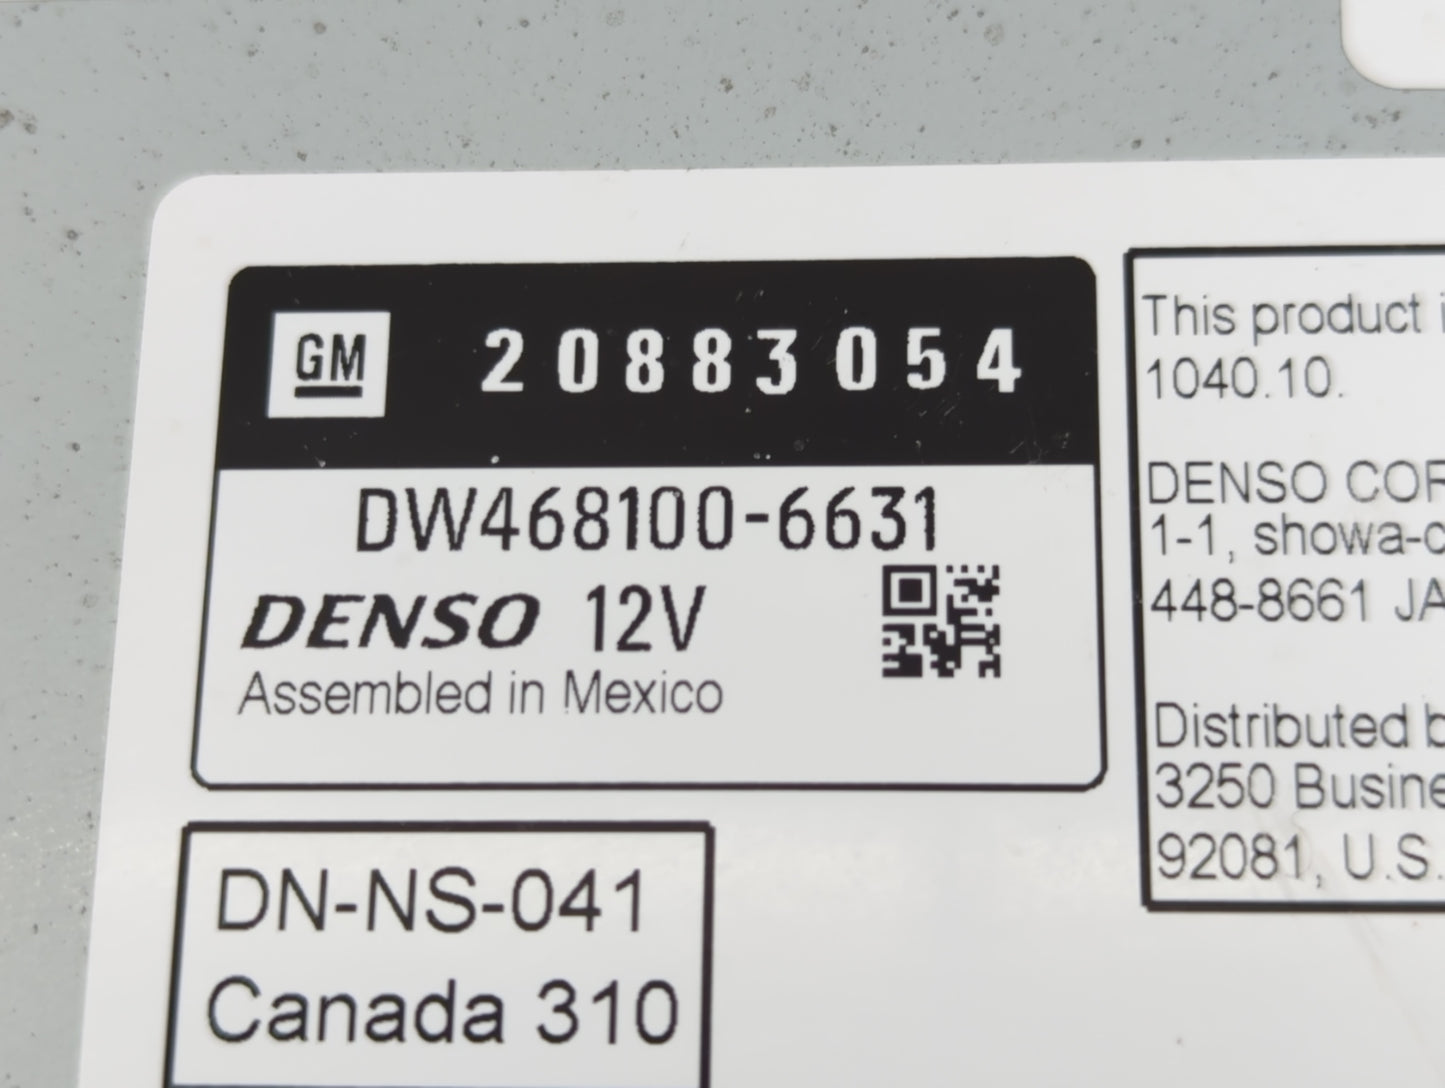 GM 20883054
DW468100-6631
DENSO 12V
Assembled in Mexico
DN-NS-041
Canada 310
This product
1040.10.
DENSO
1-1,
448-8661
Distributed
3250
92081, U.S.